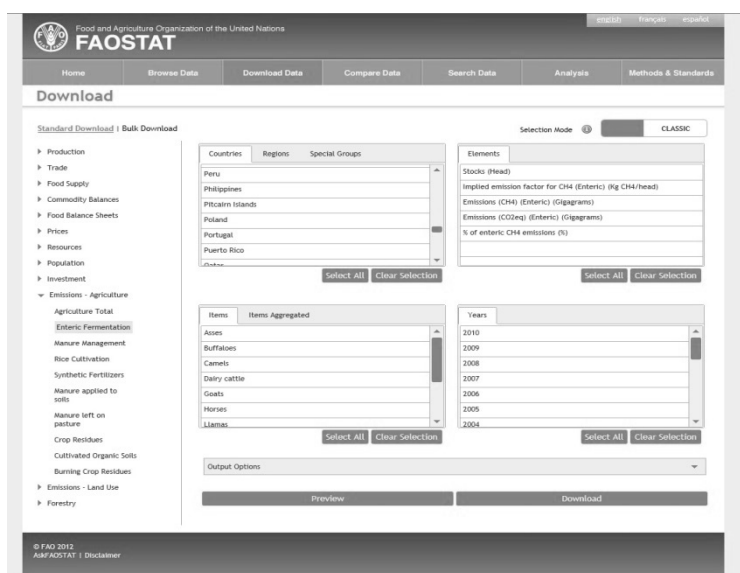 english français español
Food and Agriculture Organization of the United Nations
FAOSTAT
Home Browse Data Download Data Compare Data Search Data Analysis Methods & Standards
Download
Standard Download | Bulk Download
Selection Mode CLASSIC
Production
Trade
Food Supply
Commodity Balances
Food Balance Sheets
Prices
Resources
Population
Investment
Emissions - Agriculture
Agriculture Total
Enteric Fermentation
Manure Management
Rice Cultivation
Synthetic Fertilizers
Manure applied to
soils
Manure left on
pasture
Crop Residues
Cultivated Organic Soils
Burning Crop Residues
Emissions - Land Use
Forestry
Countries Regions Special Groups
Peru
Philippines
Pitcairn Islands
Poland
Portugal
Puerto Rico
Qatar
Select All Clear Selection
Elements
Stocks (Head)
Implied emission factor for CH4 (Enteric) (Kg CH4/head)
Emissions (CH4) (Enteric) (Gigagrams)
Emissions (CO2eq) (Enteric) (Gigagrams)
% of enteric CH4 emissions (%)
Select All Clear Selection
Items Items Aggregated
Asses
Buffaloes
Camels
Dairy cattle
Goats
Horses
Llamas
Select All Clear Selection
Years
2010
2009
2008
2007
2006
2005
2004
Select All Clear Selection
Output Options
Preview Download
© FAO 2012
AskFAOSTAT | Disclaimer